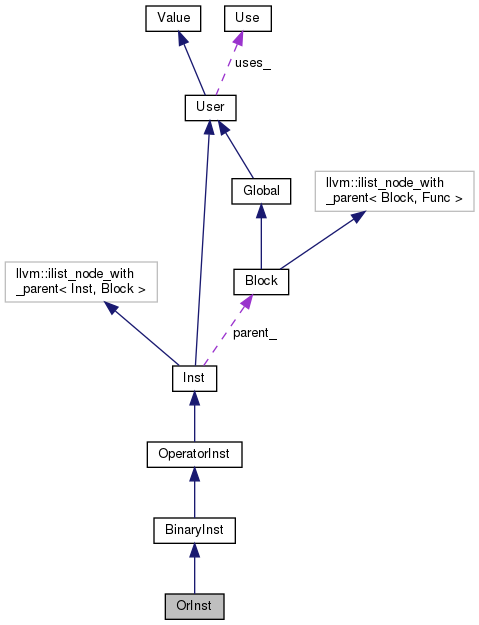 Value
Use
uses_
User
Global
llvm::ilist_node_with
_parent< Block, Func >
llvm::ilist_node_with
_parent< Inst, Block >
Block
parent_
Inst
OperatorInst
BinaryInst
OrInst